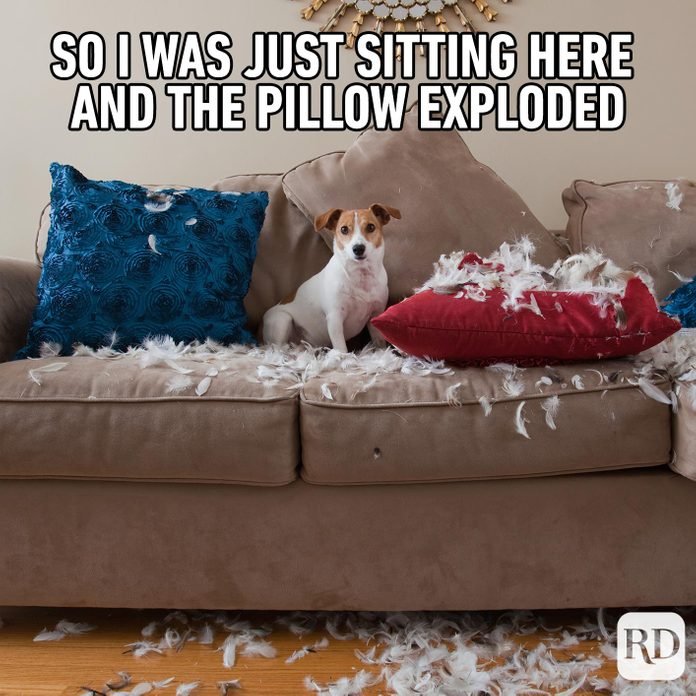 SO I WAS JUST SITTING HERE
AND THE PILLOW EXPLODED
RD